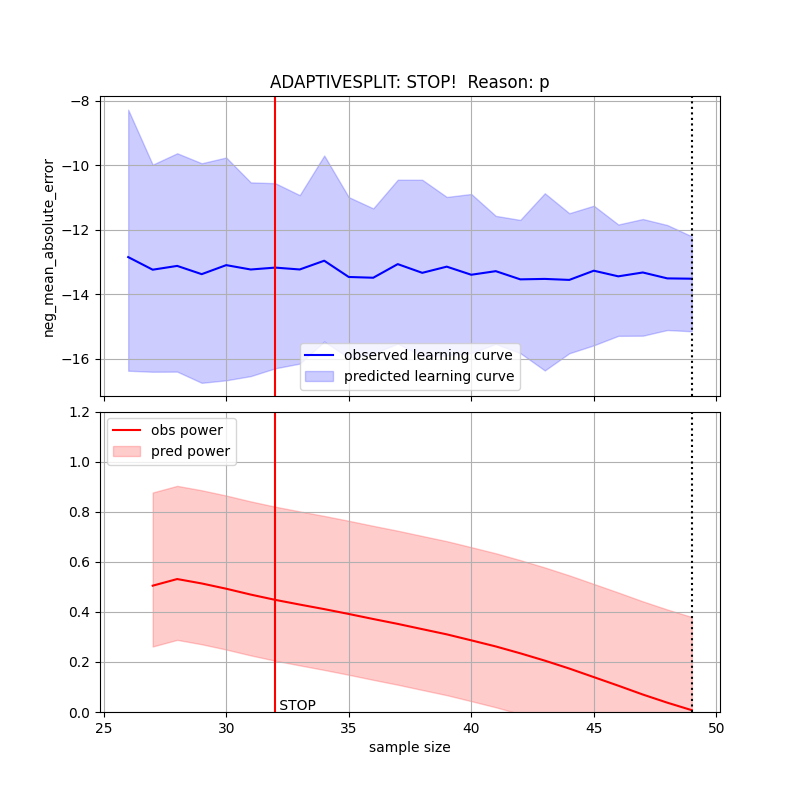 ADAPTIVESPLIT: STOP!  Reason: p
neg_mean_absolute_error
−8
−10
−12
−14
−16
observed learning curve
predicted learning curve
1.2
1.0
0.8
0.6
0.4
0.2
0.0
obs power
pred power
STOP
25 30 35 40 45 50
sample size